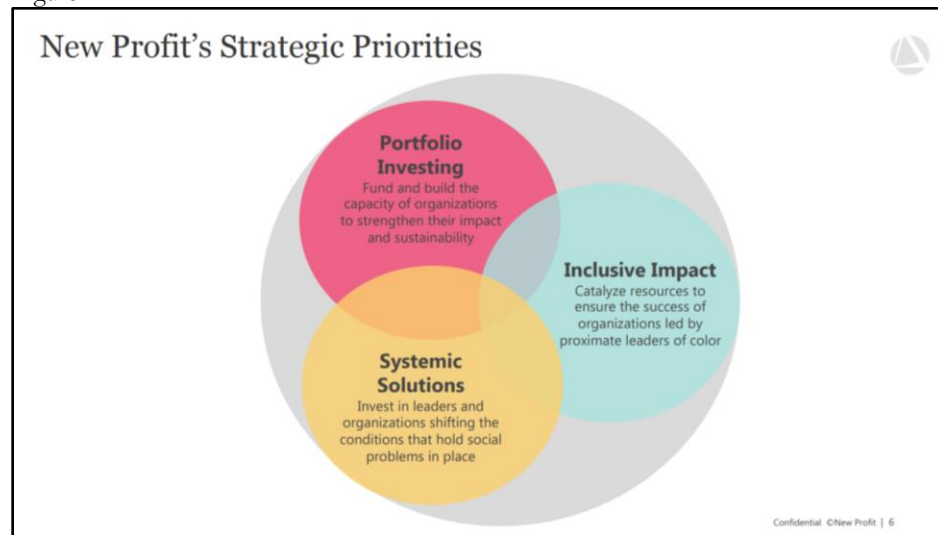 New Profit's Strategic Priorities
Portfolio
Investing
Fund and build the
capacity of organizations
to strengthen their impact
and sustainability
Inclusive Impact
Catalyze resources to
ensure the success of
organizations led by
proximate leaders of color
Systemic
Solutions
Invest in leaders and
organizations shifting the
conditions that hold social
problems in place
Confidential ©New Profit | 6